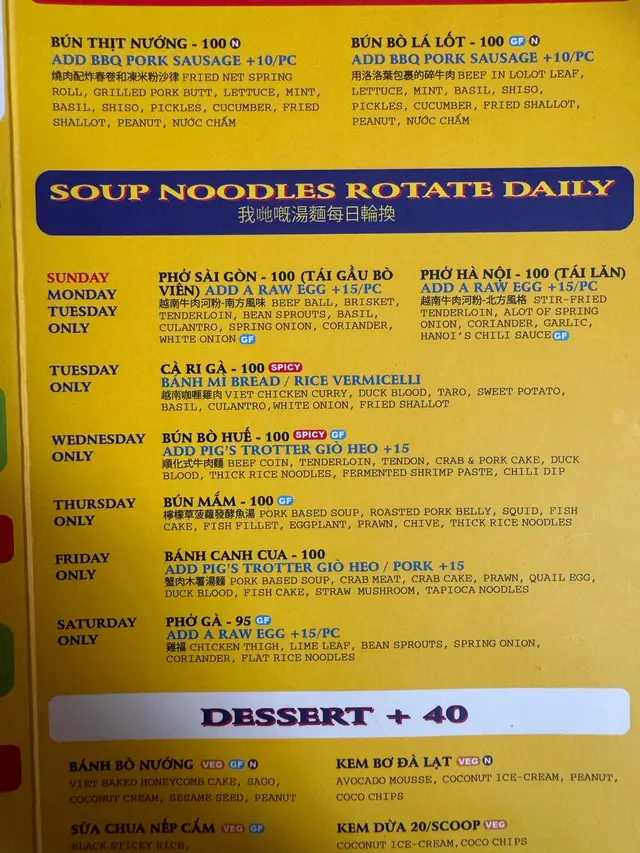 BÚN THỊT NƯỚNG - 100 N
ADD BBQ PORK SAUSAGE +10/PC
燒肉配炸春卷和凍米粉沙律 FRIED NET SPRING
ROLL, GRILLED PORK BUTT, LETTUCE, MINT,
BASIL, SHISO, PICKLES, CUCUMBER, FRIED
SHALLOT, PEANUT, NƯỚC CHẤM
BÚN BÒ LÁ LỐT - 100 GF N
ADD BBQ PORK SAUSAGE +10/PC
用洛洛葉包裹的碎牛肉 BEEF IN LOLOT LEAF,
LETTUCE, MINT, BASIL, SHISO,
PICKLES, CUCUMBER, FRIED SHALLOT,
PEANUT, NƯỚC CHẤM
SOUP NOODLES ROTATE DAILY
我哋嘅湯麵每日輪換
SUNDAY
MONDAY
TUESDAY
ONLY
PHỞ SÀI GÒN - 100 (TÁI GẦU BÒ
VIÊN) ADD A RAW EGG +15/PC
越南牛肉河粉-南方風味 BEEF BALL, BRISKET,
TENDERLOIN, BEAN SPROUTS, BASIL,
CULANTRO, SPRING ONION, CORIANDER,
WHITE ONION GF
PHỞ HÀ NỘI - 100 (TÁI LĂN)
ADD A RAW EGG +15/PC
越南牛肉河粉-北方風格 STIR-FRIED
TENDERLOIN, ALOT OF SPRING
ONION, CORIANDER, GARLIC,
HANOI'S CHILI SAUCE GF
TUESDAY
ONLY
CÀ RI GÀ - 100 SPICY
BÁNH MÌ BREAD / RICE VERMICELLI
越南咖喱雞肉 VIET CHICKEN CURRY, DUCK BLOOD, TARO, SWEET POTATO,
BASIL, CULANTRO,WHITE ONION, FRIED SHALLOT
WEDNESDAY
ONLY
BÚN BÒ HUẾ - 100 SPICY GF
ADD PIG'S TROTTER GIÒ HEO +15
順化式牛肉麵 BEEF COIN, TENDERLOIN, TENDON, CRAB & PORK CAKE, DUCK
BLOOD, THICK RICE NOODLES, FERMENTED SHRIMP PASTE, CHILI DIP
THURSDAY
ONLY
BÚN MẮM - 100 GF
檸檬草菠蘿發酵魚湯 PORK BASED SOUP, ROASTED PORK BELLY, SQUID, FISH
CAKE, FISH FILLET, EGGPLANT, PRAWN, CHIVE, THICK RICE NOODLES
FRIDAY
ONLY
BÁNH CANH CUA - 100
ADD PIG'S TROTTER GIÒ HEO / PORK +15
蟹肉木薯湯麵 PORK BASED SOUP, CRAB MEAT, CRAB CAKE, PRAWN, QUAIL EGG,
DUCK BLOOD, FISH CAKE, STRAW MUSHROOM, TAPIOCA NOODLES
SATURDAY
ONLY
PHỞ GÀ - 95 GF
ADD A RAW EGG +15/PC
雞福 CHICKEN THIGH, LIME LEAF, BEAN SPROUTS, SPRING ONION,
CORIANDER, FLAT RICE NOODLES
DESSERT + 40
BÁNH BÒ NƯỚNG VEG GF N
VIET BAKED HONEYCOMB CAKE, SAGO,
COCONUT CREAM, SESAME SEED, PEANUT
KEM BƠ ĐÀ LẠT VEG N
AVOCADO MOUSSE, COCONUT ICE-CREAM, PEANUT,
COCO CHIPS
SỮA CHUA NẾP CẨM VEG GF
BLACK STICKY RICE,
KEM DỪA 20/SCOOP VEG
COCONUT ICE-CREAM,COCO CHIPS